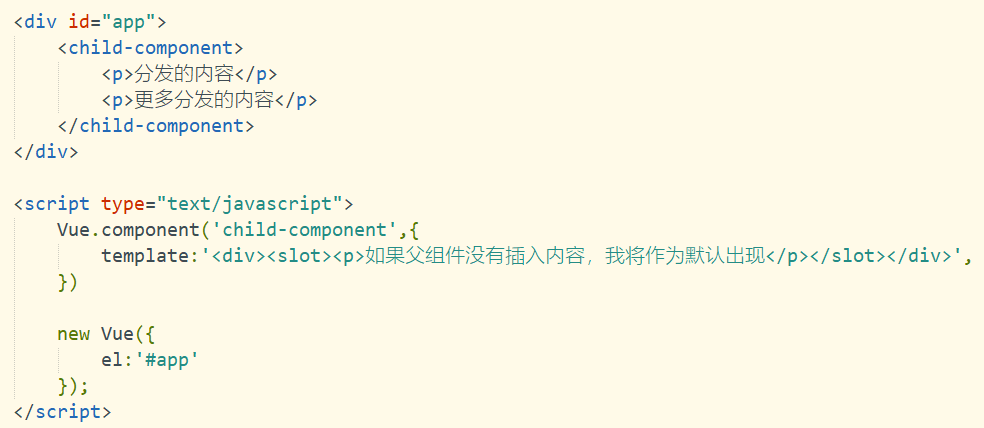 <div id="app">
    <child-component>
        <p>分发的内容</p>
        <p>更多分发的内容</p>
    </child-component>
</div>

<script type="text/javascript">
    Vue.component('child-component',{
        template:'<div><slot><p>如果父组件没有插入内容，我将作为默认出现</p></slot></div>',
    })

    new Vue({
        el:'#app'
    });
</script>